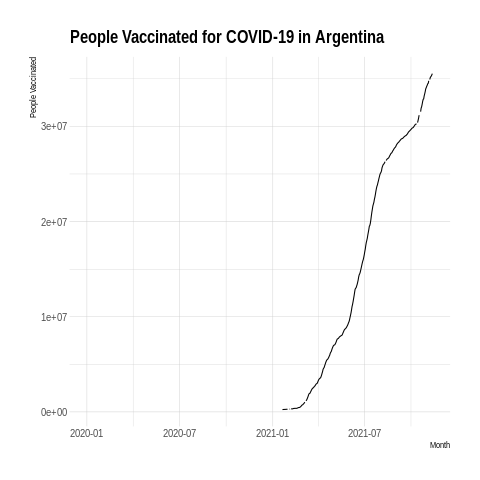 People Vaccinated for COVID-19 in Argentina
People Vaccinated
3e+07
2e+07
1e+07
0e+00
2020-01
2020-07
2021-01
2021-07
Month